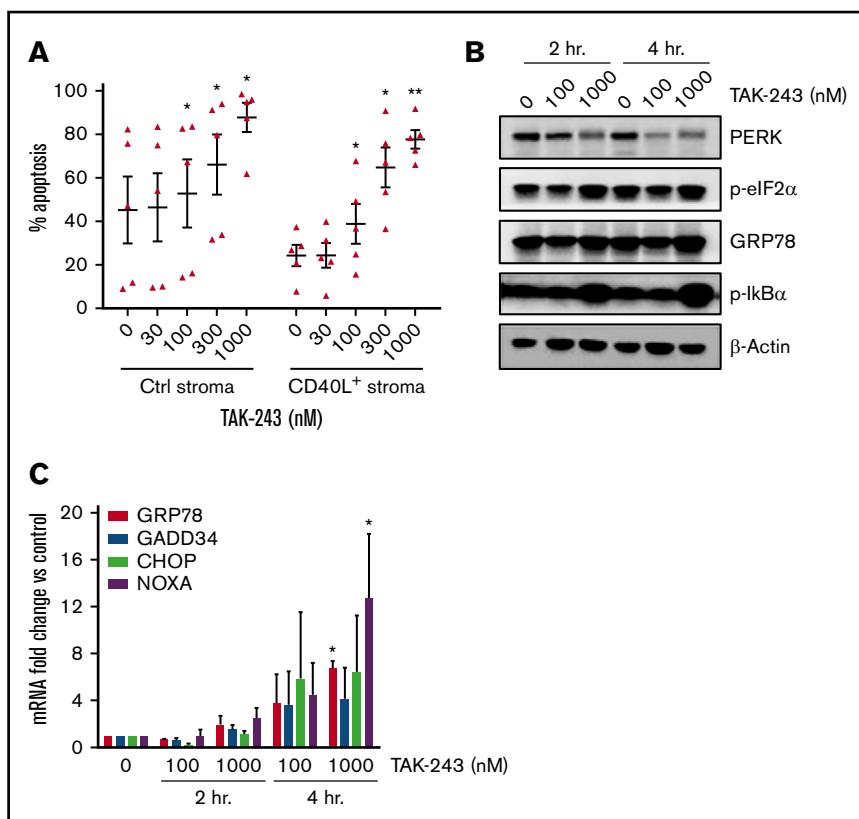 A
% apoptosis
100
80
60
40
20
0
* * * * * **
0 30 100 300 1000 0 30 100 300 1000
Ctrl stroma CD40L+ stroma
TAK-243 (nM)
B
2 hr. 4 hr.
0 100 1000 0 100 1000 TAK-243 (nM)
PERK
p-eIF2α
GRP78
p-IkBα
β-Actin
C
mRNA fold change vs control
20
16
12
8
4
0
GRP78
GADD34
CHOP
NOXA
* *
0 100 1000 100 1000 TAK-243 (nM)
2 hr. 4 hr.